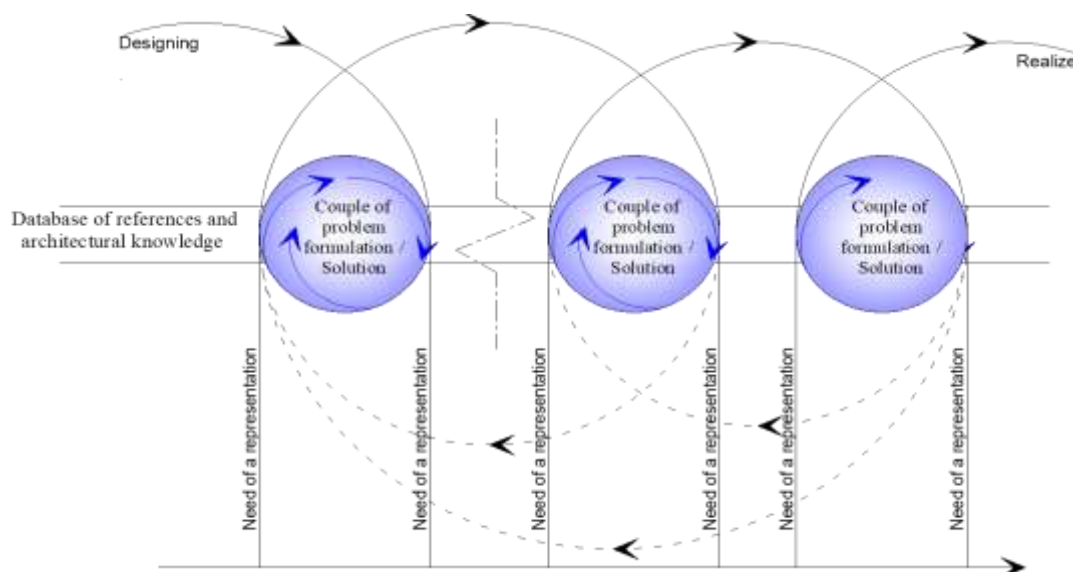 Designing
Realize
Database of references and
architectural knowledge
Couple of
problem
formulation /
Solution
Couple of
problem
formulation /
Solution
Couple of
problem
formulation /
Solution
Need of a representation
Need of a representation
Need of a representation
Need of a representation
Need of a representation
Need of a representation